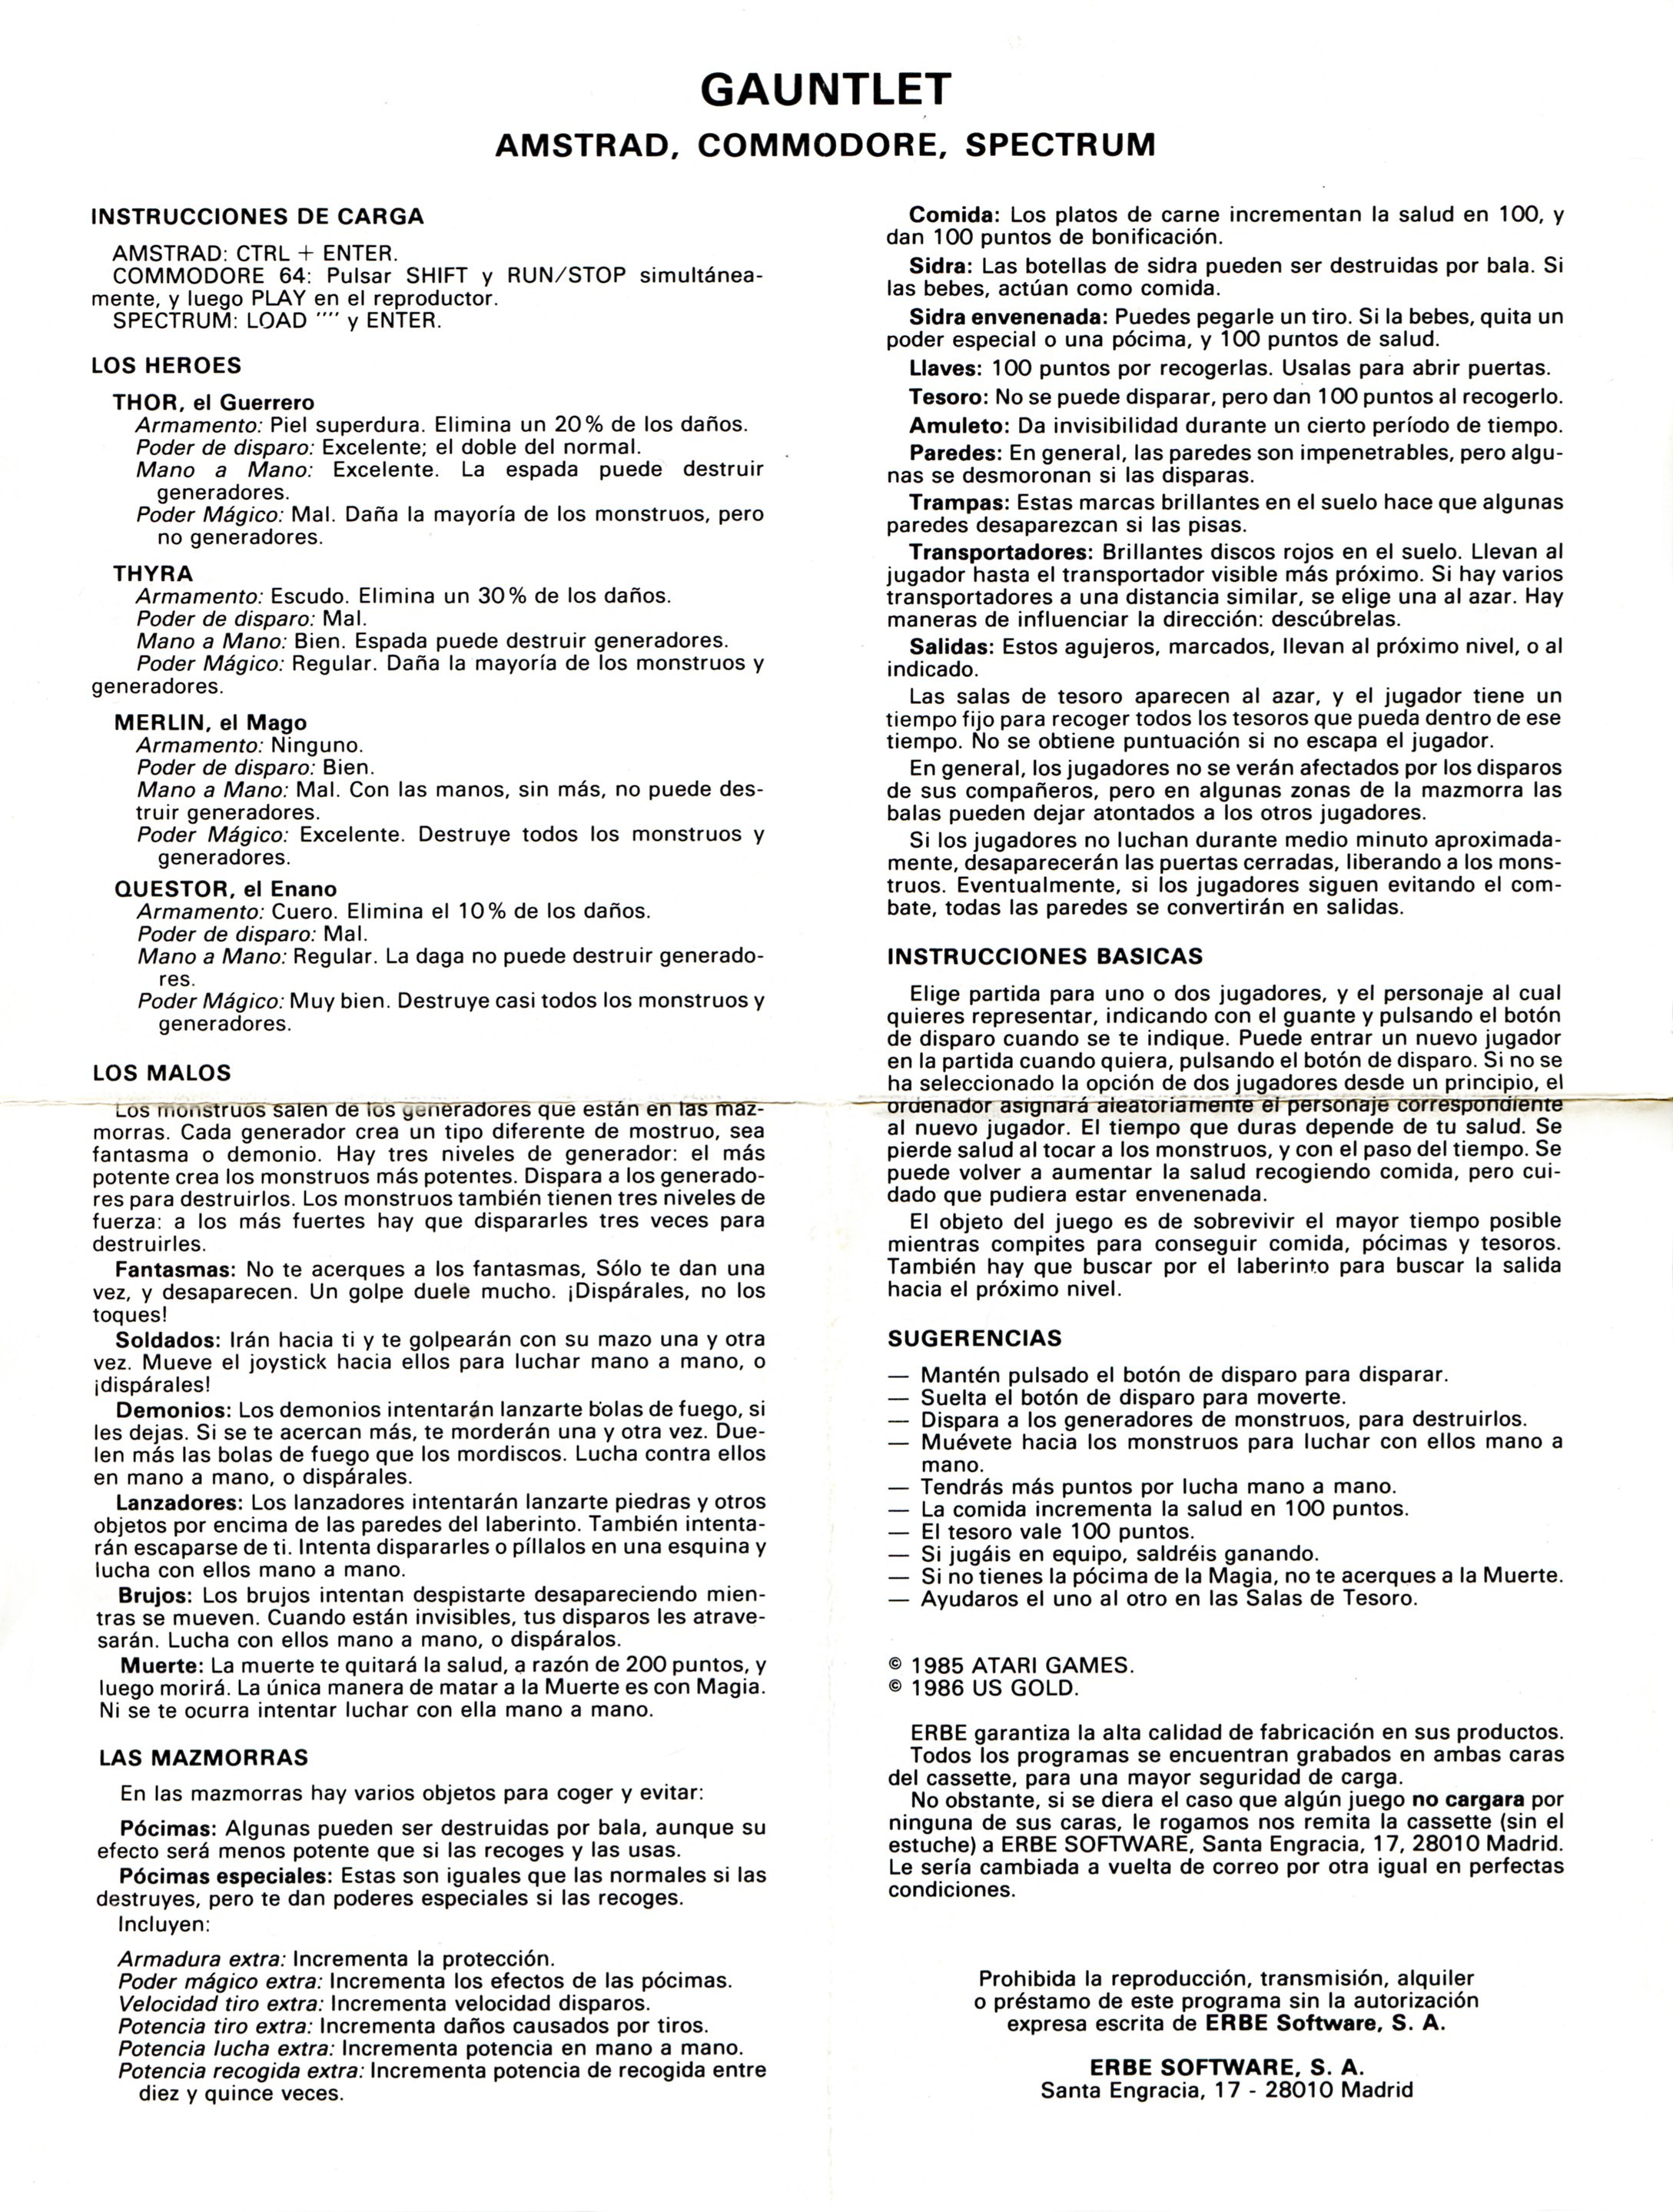 GAUNTLET
AMSTRAD, COMMODORE, SPECTRUM
INSTRUCCIONES DE CARGA
AMSTRAD: CTRL + ENTER.
COMMODORE 64: Pulsar SHIFT y RUN/STOP simultánea-
mente, y luego PLAY en el reproductor.
SPECTRUM: LOAD "" y ENTER.
LOS HEROES
THOR, el Guerrero
Armamento: Piel superdura. Elimina un 20% de los daños.
Poder de disparo: Excelente; el doble del normal.
Mano a Mano: Excelente. La espada puede destruir
generadores.
Poder Mágico: Mal. Daña la mayoría de los monstruos, pero
no generadores.
THYRA
Armamento: Escudo. Elimina un 30% de los daños.
Poder de disparo: Mal.
Mano a Mano: Bien. Espada puede destruir generadores.
Poder Mágico: Regular. Daña la mayoría de los monstruos y
generadores.
MERLIN, el Mago
Armamento: Ninguno.
Poder de disparo: Bien.
Mano a Mano: Mal. Con las manos, sin más, no puede des-
truir generadores.
Poder Mágico: Excelente. Destruye todos los monstruos y
generadores.
QUESTOR, el Enano
Armamento: Cuero. Elimina el 10% de los daños.
Poder de disparo: Mal.
Mano a Mano: Regular. La daga no puede destruir generado-
res.
Poder Mágico: Muy bien. Destruye casi todos los monstruos y
generadores.
LOS MALOS
Los monstruos salen de los generadores que están en las maz-
morras. Cada generador crea un tipo diferente de mostruo, sea
fantasma o demonio. Hay tres niveles de generador: el más
potente crea los monstruos más potentes. Dispara a los generado-
res para destruirlos. Los monstruos también tienen tres niveles de
fuerza: a los más fuertes hay que dispararles tres veces para
destruirles.
Fantasmas: No te acerques a los fantasmas, Sólo te dan una
vez, y desaparecen. Un golpe duele mucho. ¡Dispárales, no los
toques!
Soldados: Irán hacia ti y te golpearán con su mazo una y otra
vez. Mueve el joystick hacia ellos para luchar mano a mano, o
¡dispárales!
Demonios: Los demonios intentarán lanzarte bolas de fuego, si
les dejas. Si se te acercan más, te morderán una y otra vez. Due-
len más las bolas de fuego que los mordiscos. Lucha contra ellos
en mano a mano, o dispárales.
Lanzadores: Los lanzadores intentarán lanzarte piedras y otros
objetos por encima de las paredes del laberinto. También intenta-
rán escaparse de ti. Intenta dispararles o píllalos en una esquina y
lucha con ellos mano a mano.
Brujos: Los brujos intentan despistarte desapareciendo mien-
tras se mueven. Cuando están invisibles, tus disparos les atrave-
sarán. Lucha con ellos mano a mano, o dispáralos.
Muerte: La muerte te quitará la salud, a razón de 200 puntos, y
luego morirá. La única manera de matar a la Muerte es con Magia.
Ni se te ocurra intentar luchar con ella mano a mano.
LAS MAZMORRAS
En las mazmorras hay varios objetos para coger y evitar:
Pócimas: Algunas pueden ser destruidas por bala, aunque su
efecto será menos potente que si las recoges y las usas.
Pócimas especiales: Estas son iguales que las normales si las
destruyes, pero te dan poderes especiales si las recoges.
Incluyen:
Armadura extra: Incrementa la protección.
Poder mágico extra: Incrementa los efectos de las pócimas.
Velocidad tiro extra: Incrementa velocidad disparos.
Potencia tiro extra: Incrementa daños causados por tiros.
Potencia lucha extra: Incrementa potencia en mano a mano.
Potencia recogida extra: Incrementa potencia de recogida entre
diez y quince veces.
Comida: Los platos de carne incrementan la salud en 100, y
dan 100 puntos de bonificación.
Sidra: Las botellas de sidra pueden ser destruidas por bala. Si
las bebes, actúan como comida.
Sidra envenenada: Puedes pegarle un tiro. Si la bebes, quita un
poder especial o una pócima, y 100 puntos de salud.
Llaves: 100 puntos por recogerlas. Usalas para abrir puertas.
Tesoro: No se puede disparar, pero dan 100 puntos al recogerlo.
Amuleto: Da invisibilidad durante un cierto período de tiempo.
Paredes: En general, las paredes son impenetrables, pero algu-
nas se desmoronan si las disparas.
Trampas: Estas marcas brillantes en el suelo hace que algunas
paredes desaparezcan si las pisas.
Transportadores: Brillantes discos rojos en el suelo. Llevan al
jugador hasta el transportador visible más próximo. Si hay varios
transportadores a una distancia similar, se elige una al azar. Hay
maneras de influenciar la dirección: descúbrelas.
Salidas: Estos agujeros, marcados, llevan al próximo nivel, o al
indicado.
Las salas de tesoro aparecen al azar, y el jugador tiene un
tiempo fijo para recoger todos los tesoros que pueda dentro de ese
tiempo. No se obtiene puntuación si no escapa el jugador.
En general, los jugadores no se verán afectados por los disparos
de sus compañeros, pero en algunas zonas de la mazmorra las
balas pueden dejar atontados a los otros jugadores.
Si los jugadores no luchan durante medio minuto aproximada-
mente, desaparecerán las puertas cerradas, liberando a los mons-
truos. Eventualmente, si los jugadores siguen evitando el com-
bate, todas las paredes se convertirán en salidas.
INSTRUCCIONES BASICAS
Elige partida para uno o dos jugadores, y el personaje al cual
quieres representar, indicando con el guante y pulsando el botón
de disparo cuando se te indique. Puede entrar un nuevo jugador
en la partida cuando quiera, pulsando el botón de disparo. Si no se
ha seleccionado la opción de dos jugadores desde un principio, el
ordenador asignará aleatoriamente el personaje correspondiente
al nuevo jugador. El tiempo que duras depende de tu salud. Se
pierde salud al tocar a los monstruos, y con el paso del tiempo. Se
puede volver a aumentar la salud recogiendo comida, pero cui-
dado que pudiera estar envenenada.
El objeto del juego es de sobrevivir el mayor tiempo posible
mientras compites para conseguir comida, pócimas y tesoros.
También hay que buscar por el laberinto para buscar la salida
hacia el próximo nivel.
SUGERENCIAS
— Mantén pulsado el botón de disparo para disparar.
— Suelta el botón de disparo para moverte.
— Dispara a los generadores de monstruos, para destruirlos.
— Muévete hacia los monstruos para luchar con ellos mano a
mano.
— Tendrás más puntos por lucha mano a mano.
— La comida incrementa la salud en 100 puntos.
— El tesoro vale 100 puntos.
— Si jugáis en equipo, saldréis ganando.
— Si no tienes la pócima de la Magia, no te acerques a la Muerte.
— Ayudaros el uno al otro en las Salas de Tesoro.
© 1985 ATARI GAMES.
© 1986 US GOLD.
ERBE garantiza la alta calidad de fabricación en sus productos.
Todos los programas se encuentran grabados en ambas caras
del cassette, para una mayor seguridad de carga.
No obstante, si se diera el caso que algún juego no cargara por
ninguna de sus caras, le rogamos nos remita la cassette (sin el
estuche) a ERBE SOFTWARE, Santa Engracia, 17, 28010 Madrid.
Le sería cambiada a vuelta de correo por otra igual en perfectas
condiciones.
Prohibida la reproducción, transmisión, alquiler
o préstamo de este programa sin la autorización
expresa escrita de ERBE Software, S. A.
ERBE SOFTWARE, S. A.
Santa Engracia, 17 - 28010 Madrid